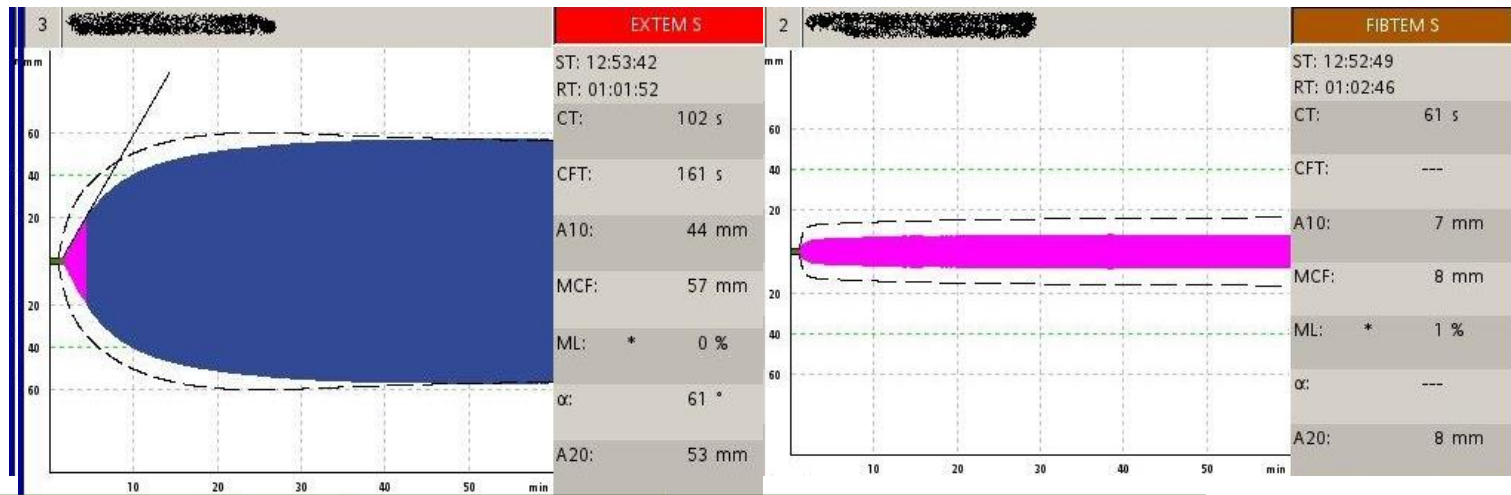 3
EXTEM S
mm
60
40
20
20
40
60
10 20 30 40 50 min
ST: 12:53:42
RT: 01:01:52
CT: 102 s
CFT: 161 s
A10: 44 mm
MCF: 57 mm
ML: * 0 %
α: 61 °
A20: 53 mm
2
FIBTEM S
mm
60
40
20
20
40
60
10 20 30 40 50 min
ST: 12:52:49
RT: 01:02:46
CT: 61 s
CFT: ---
A10: 7 mm
MCF: 8 mm
ML: * 1 %
α: ---
A20: 8 mm